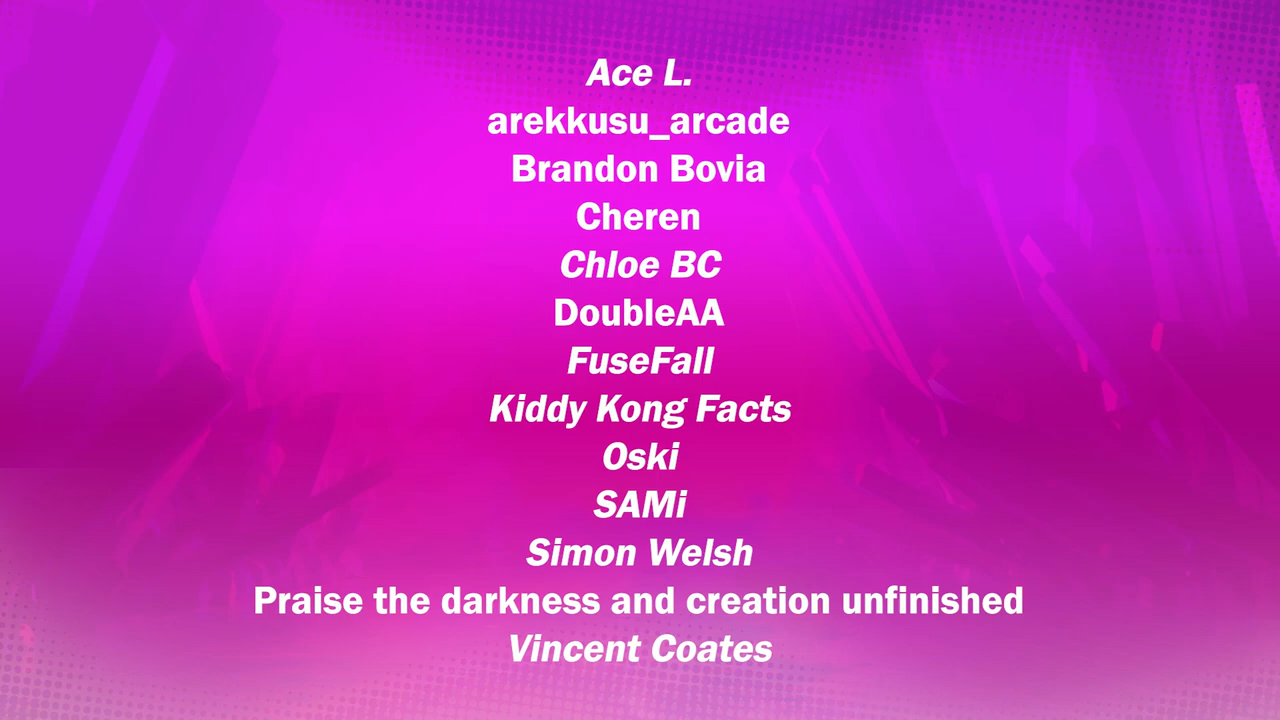 Ace L.
arekkusu_arcade
Brandon Bovia
Cheren
Chloe BC
DoubleAA
FuseFall
Kiddy Kong Facts
Oski
SAMi
Simon Welsh
Praise the darkness and creation unfinished
Vincent Coates